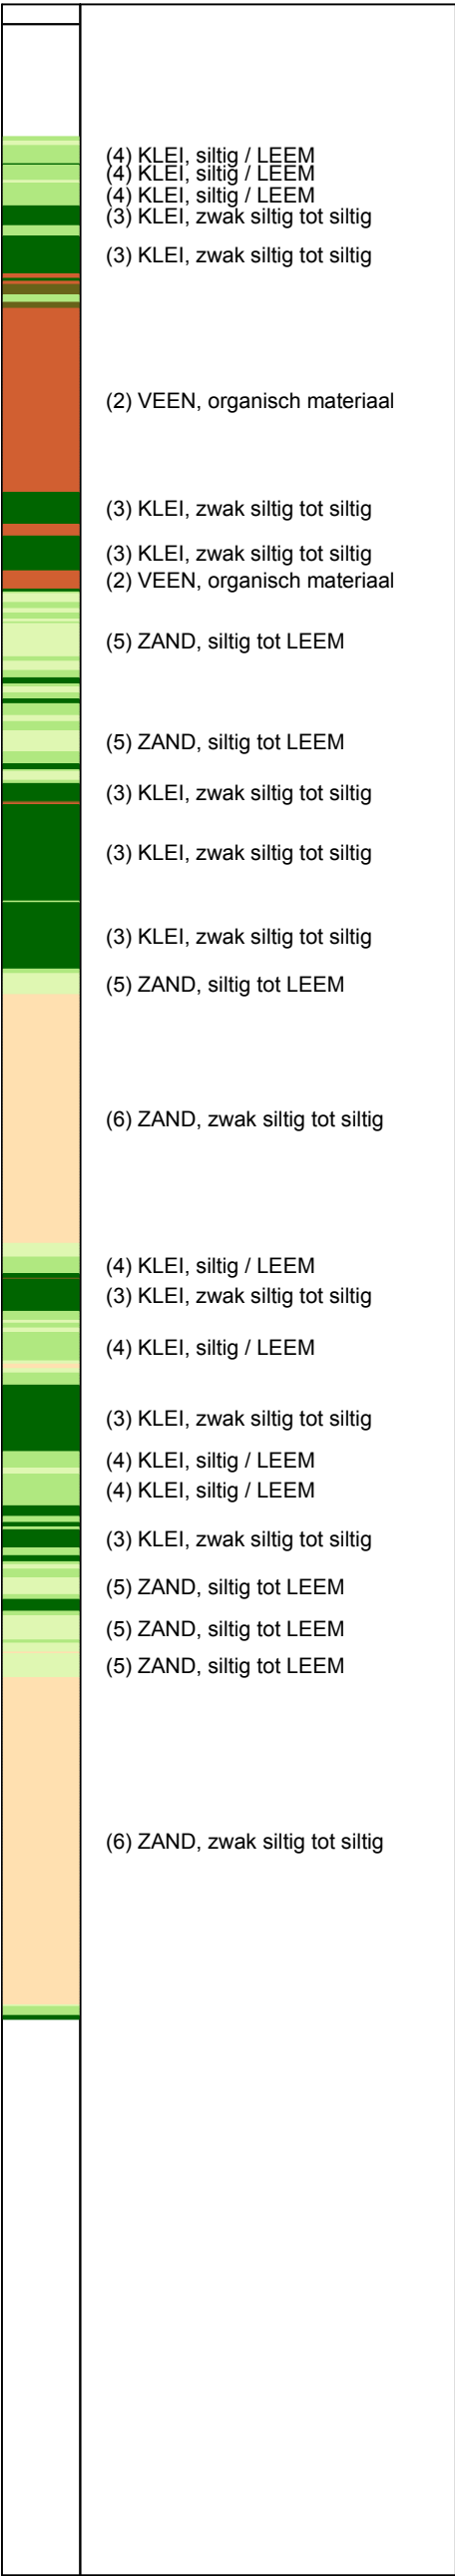 (4) KLEI, siltig / LEEM
(4) KLEI, siltig / LEEM
(4) KLEI, siltig / LEEM
(3) KLEI, zwak siltig tot siltig
(3) KLEI, zwak siltig tot siltig
(2) VEEN, organisch materiaal
(3) KLEI, zwak siltig tot siltig
(3) KLEI, zwak siltig tot siltig
(2) VEEN, organisch materiaal
(5) ZAND, siltig tot LEEM
(5) ZAND, siltig tot LEEM
(3) KLEI, zwak siltig tot siltig
(3) KLEI, zwak siltig tot siltig
(3) KLEI, zwak siltig tot siltig
(5) ZAND, siltig tot LEEM
(6) ZAND, zwak siltig tot siltig
(4) KLEI, siltig / LEEM
(3) KLEI, zwak siltig tot siltig
(4) KLEI, siltig / LEEM
(3) KLEI, zwak siltig tot siltig
(4) KLEI, siltig / LEEM
(4) KLEI, siltig / LEEM
(3) KLEI, zwak siltig tot siltig
(5) ZAND, siltig tot LEEM
(5) ZAND, siltig tot LEEM
(5) ZAND, siltig tot LEEM
(6) ZAND, zwak siltig tot siltig